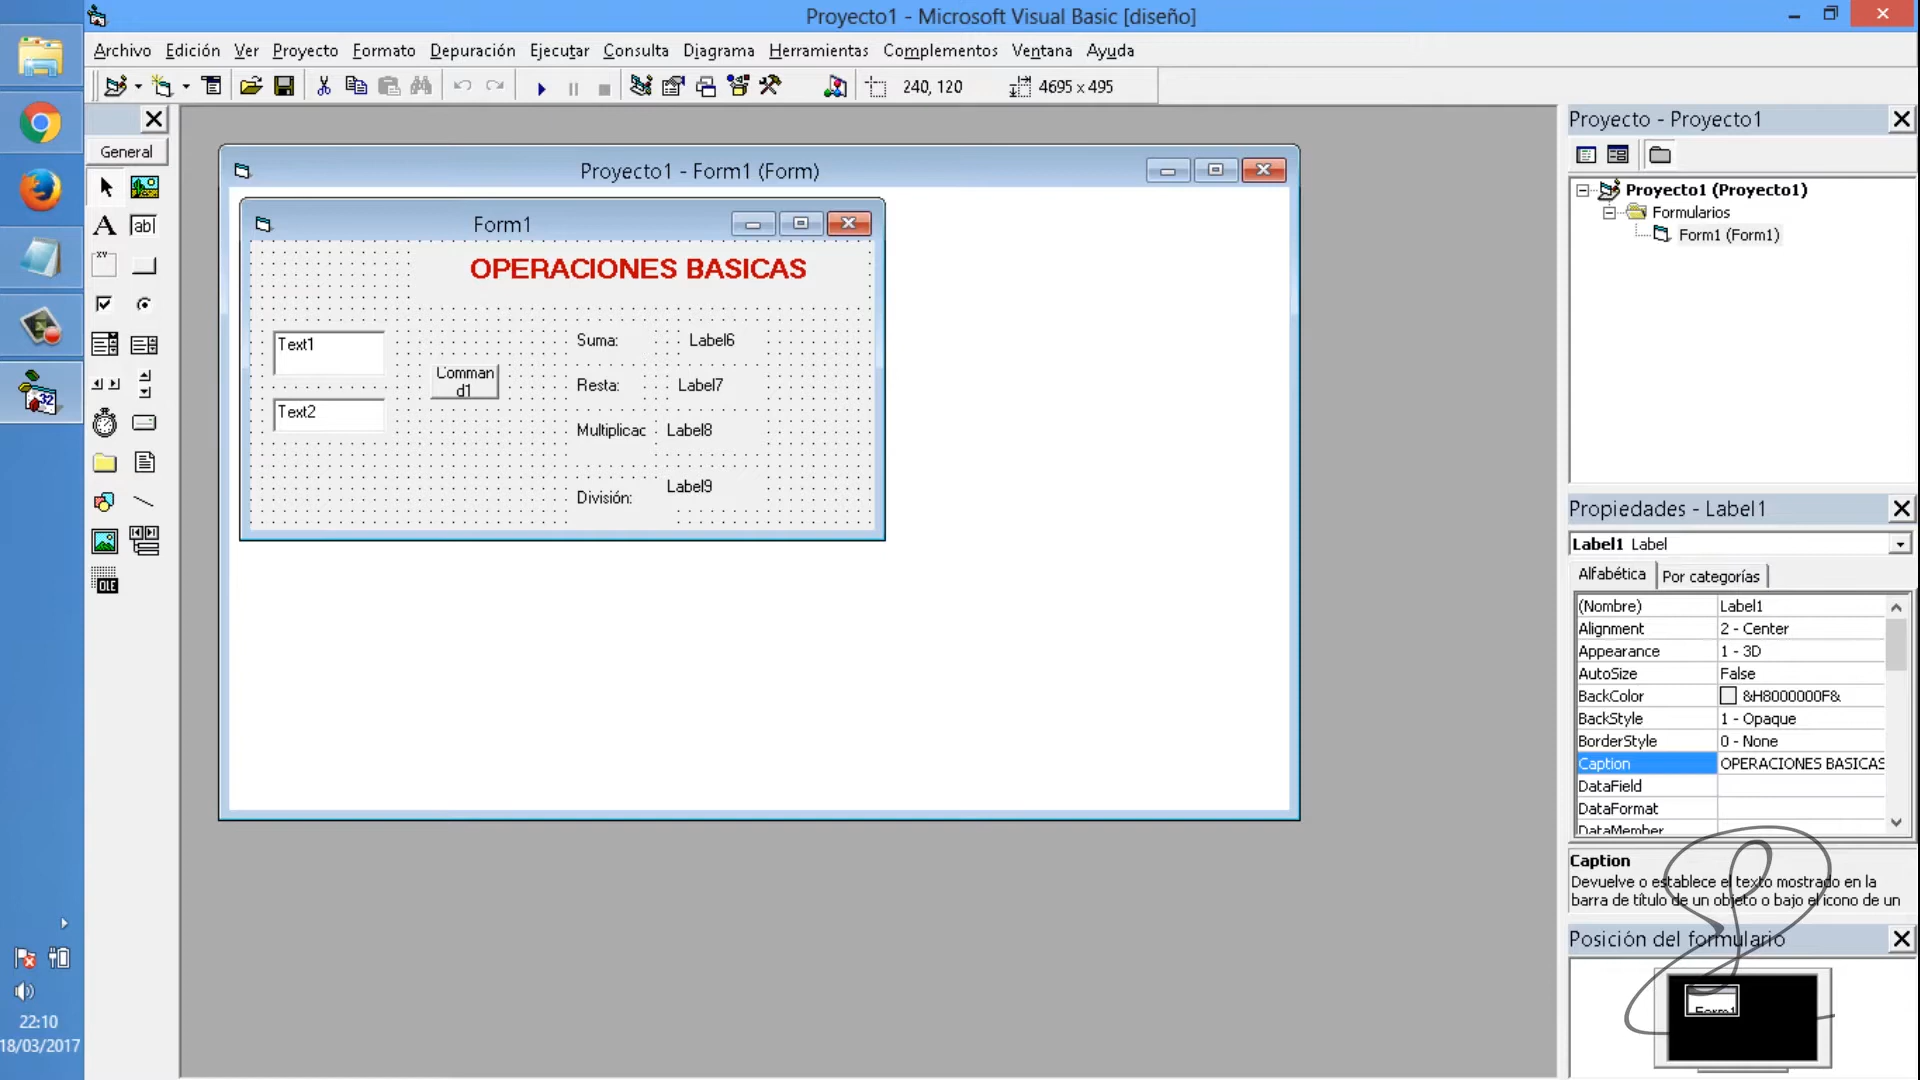 Proyecto1 - Microsoft Visual Basic [diseño]
Archivo Edición Ver Proyecto Formato Depuración Ejecutar Consulta Diagrama Herramientas Complementos Ventana Ayuda
240, 120
4695 x 495
General
A
abl
xv
32
OLE
Proyecto1 - Form1 (Form)
Form1
OPERACIONES BASICAS
Text1
Suma:
Label6
Comman
d1
Resta:
Label7
Text2
Multiplicac
Label8
División:
Label9
Proyecto - Proyecto1
Proyecto1 (Proyecto1)
Formularios
Form1 (Form1)
Propiedades - Label1
Label1 Label
Alfabética
Por categorías
(Nombre) Label1
Alignment 2 - Center
Appearance 1 - 3D
AutoSize False
BackColor &H8000000F&
BackStyle 1 - Opaque
BorderStyle 0 - None
Caption OPERACIONES BASICAS
DataField
DataFormat
DataMember
Caption
Devuelve o establece el texto mostrado en la
barra de título de un objeto o bajo el icono de un
Posición del formulario
Form1
22:10
18/03/2017